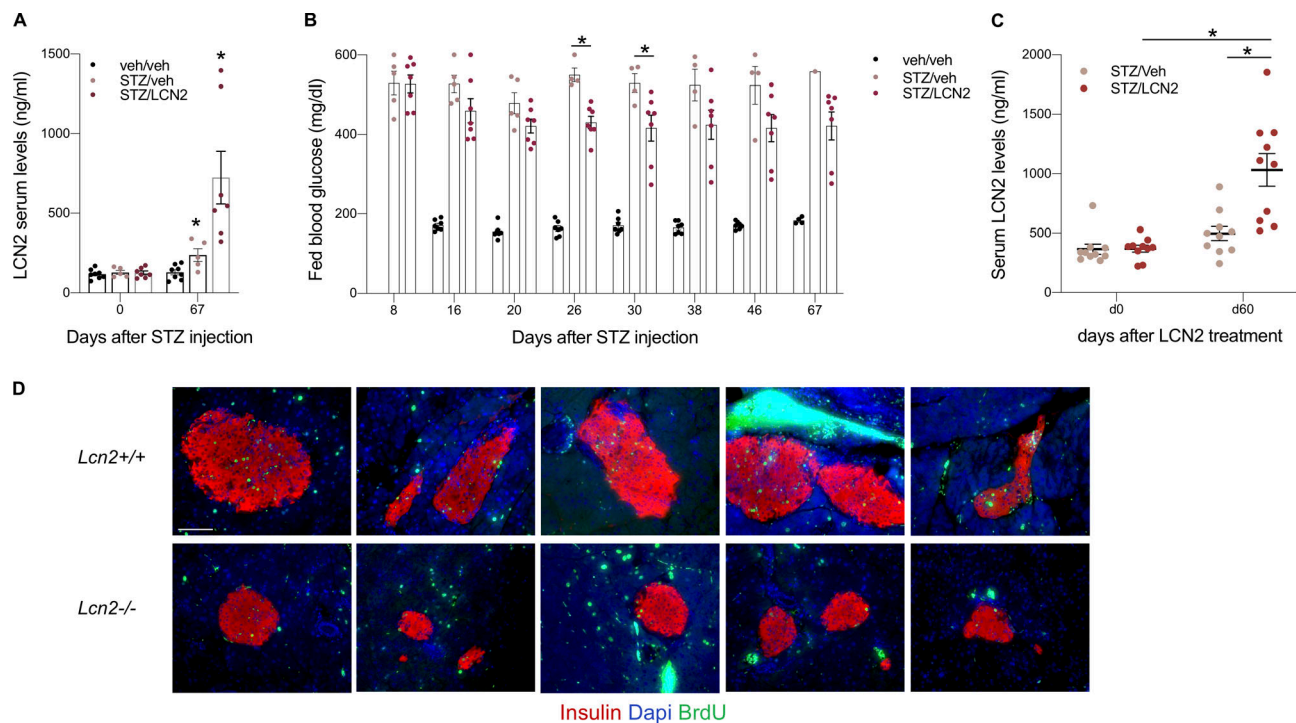 A
LCN2 serum levels (ng/ml)
1500
1000
500
0
veh/veh
STZ/veh
STZ/LCN2
*
*
0
67
Days after STZ injection
B
Fed blood glucose (mg/dl)
600
400
200
0
*
*
veh/veh
STZ/veh
STZ/LCN2
8
16
20
26
30
38
46
67
Days after STZ injection
C
Serum LCN2 levels (ng/ml)
2000
1500
1000
500
0
*
*
STZ/Veh
STZ/LCN2
d0
d60
days after LCN2 treatment
D
Lcn2+/+
Lcn2-/-
Insulin Dapi BrdU